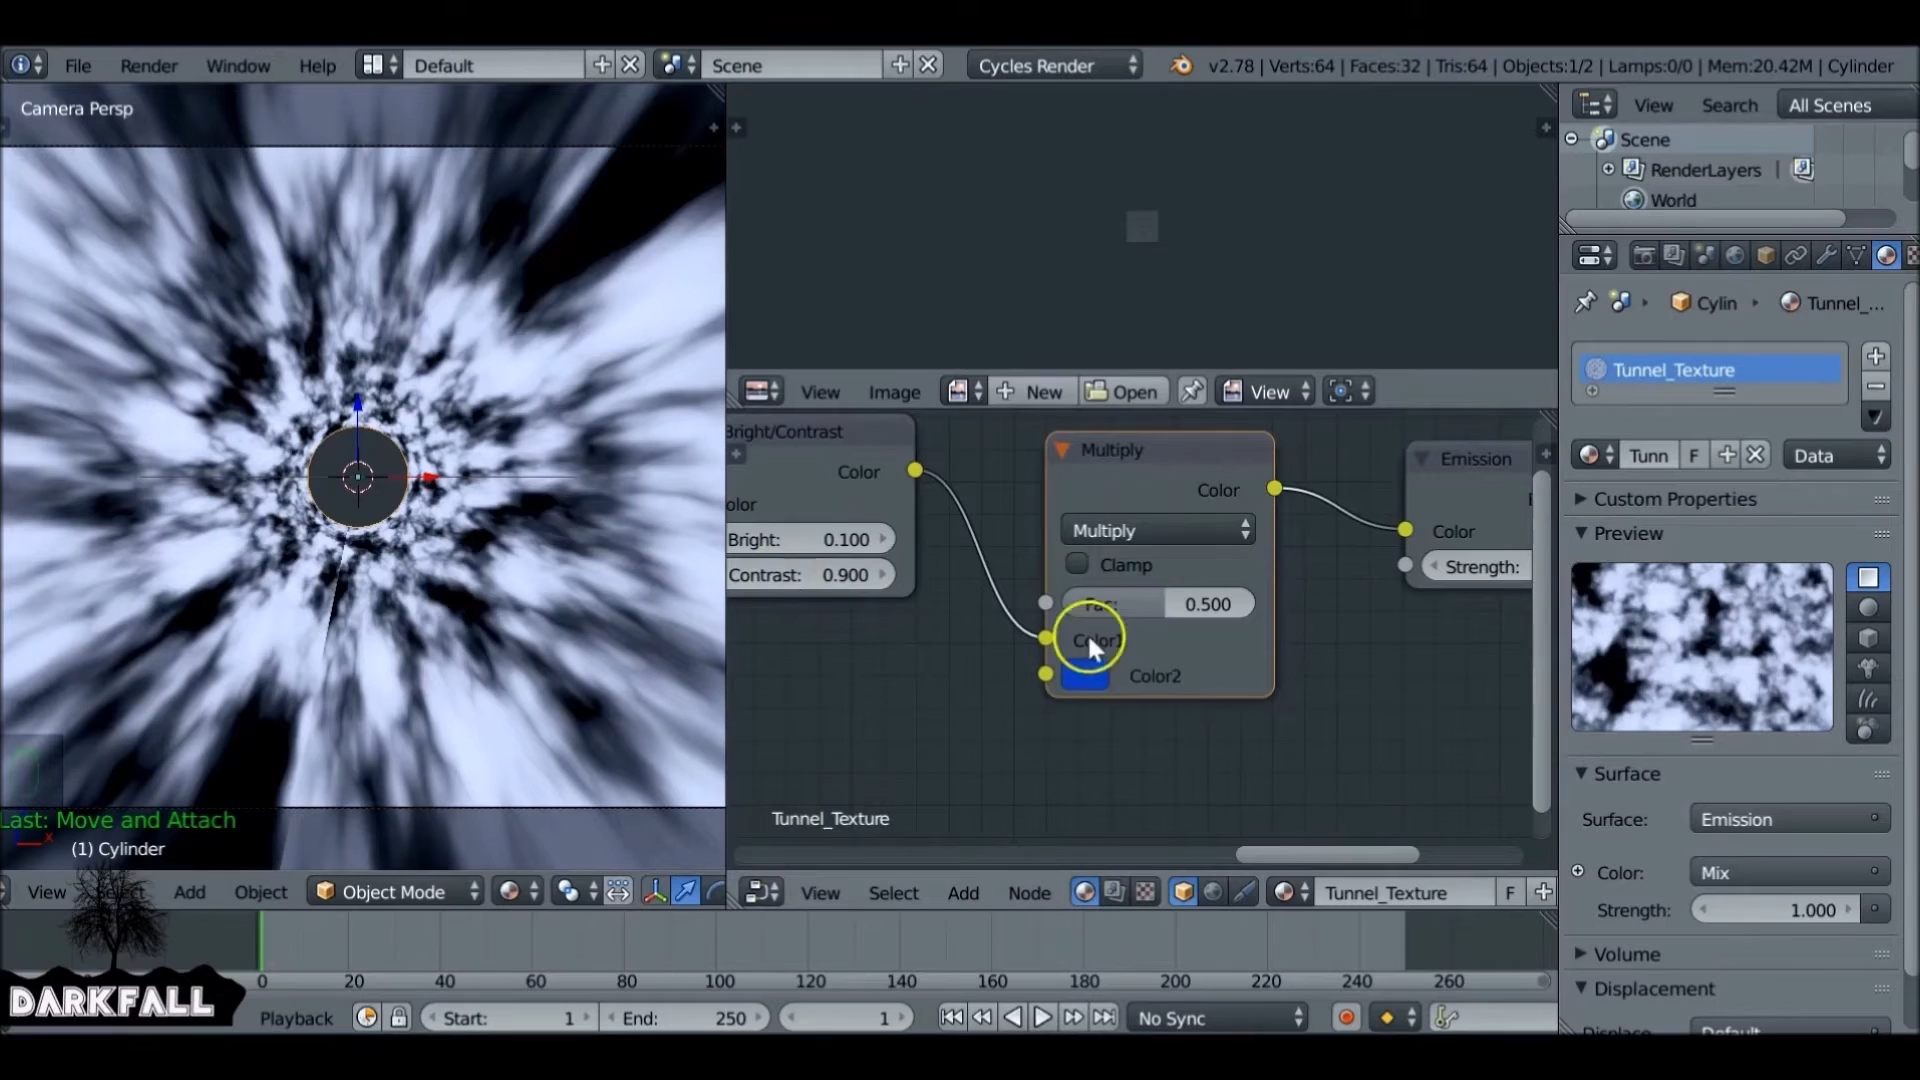 File Render Window Help Default Scene Cycles Render v2.78 | Verts:64 | Faces:32 | Tris:64 | Objects:1/2 | Lamps:0/0 | Mem:20.42M | Cylinder
Camera Persp
View Search All Scenes
Scene
RenderLayers
World
Cylin Tunnel_...
Tunnel_Texture
View Image New Open View
Bright/Contrast
Color
olor
Bright: 0.100
Contrast: 0.900
Multiply
Color
Multiply
Clamp
Fac: 0.500
Color1
Color2
Emission
Color
Strength:
Tunnel_Texture
Tunn F Data
Custom Properties
Preview
Surface
Surface: Emission
Color: Mix
Strength: 1.000
Volume
Displacement
Default
Last: Move and Attach
x
(1) Cylinder
View Select Add Object Object Mode
View Select Add Node Tunnel_Texture F
0 20 40 60 80 100 120 140 160 180 200 220 240 260
DARKFALL
Playback Start: 1 End: 250 1 No Sync